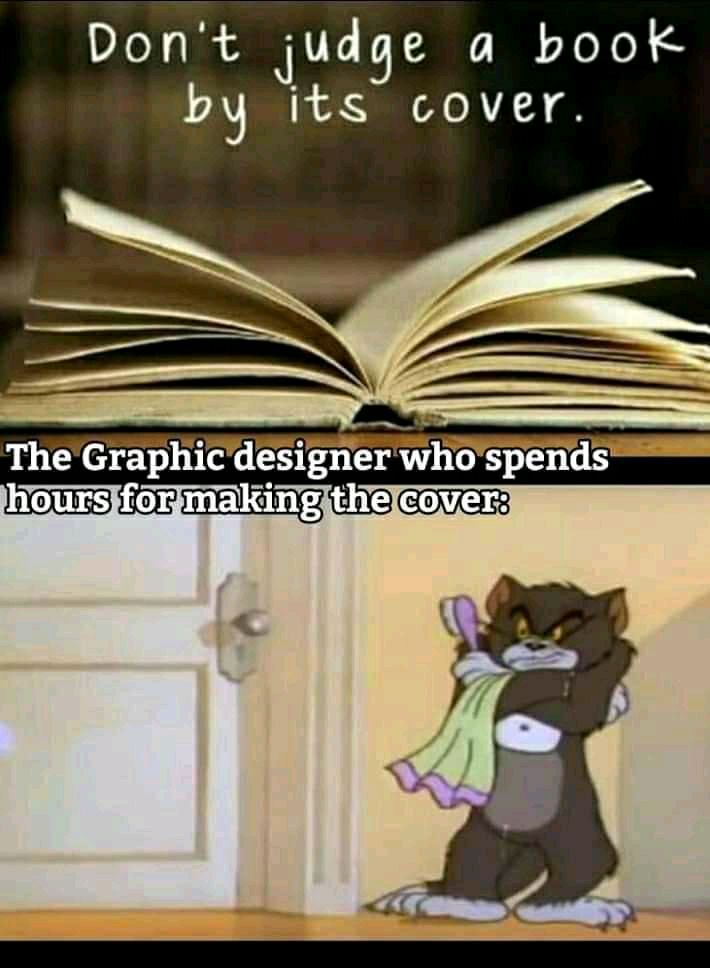 Don't judge a book
by its cover.
The Graphic designer who spends
hours for making the cover: